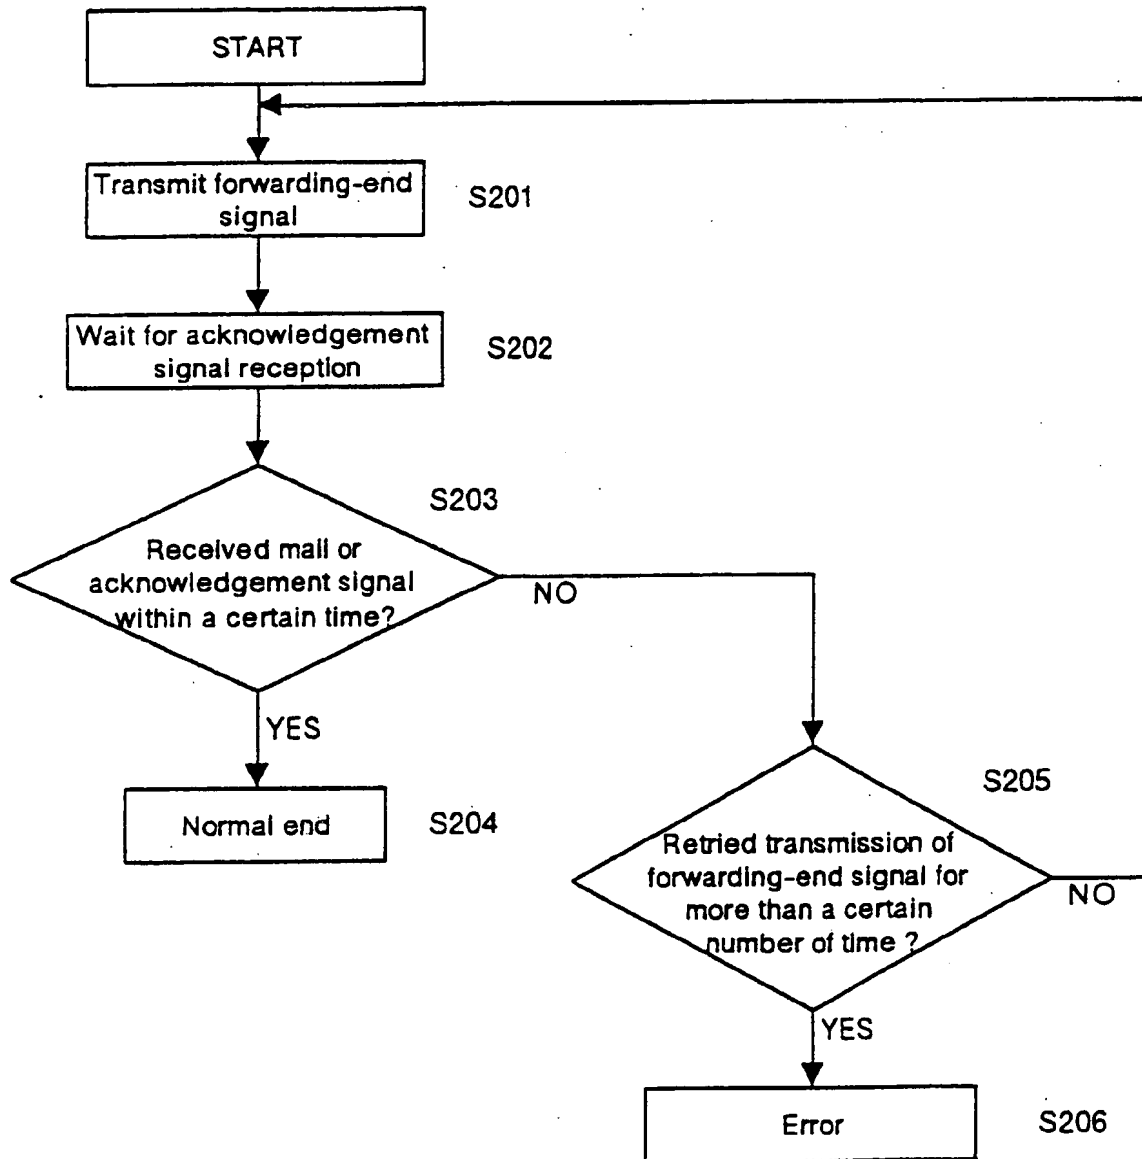 START
Transmit forwarding-end
signal
S201
Wait for acknowledgement
signal reception
S202
S203
Received mail or
acknowledgement signal
within a certain time?
NO
YES
Normal end
S204
S205
Retried transmission of
forwarding-end signal for
more than a certain
number of time ?
NO
YES
Error
S206